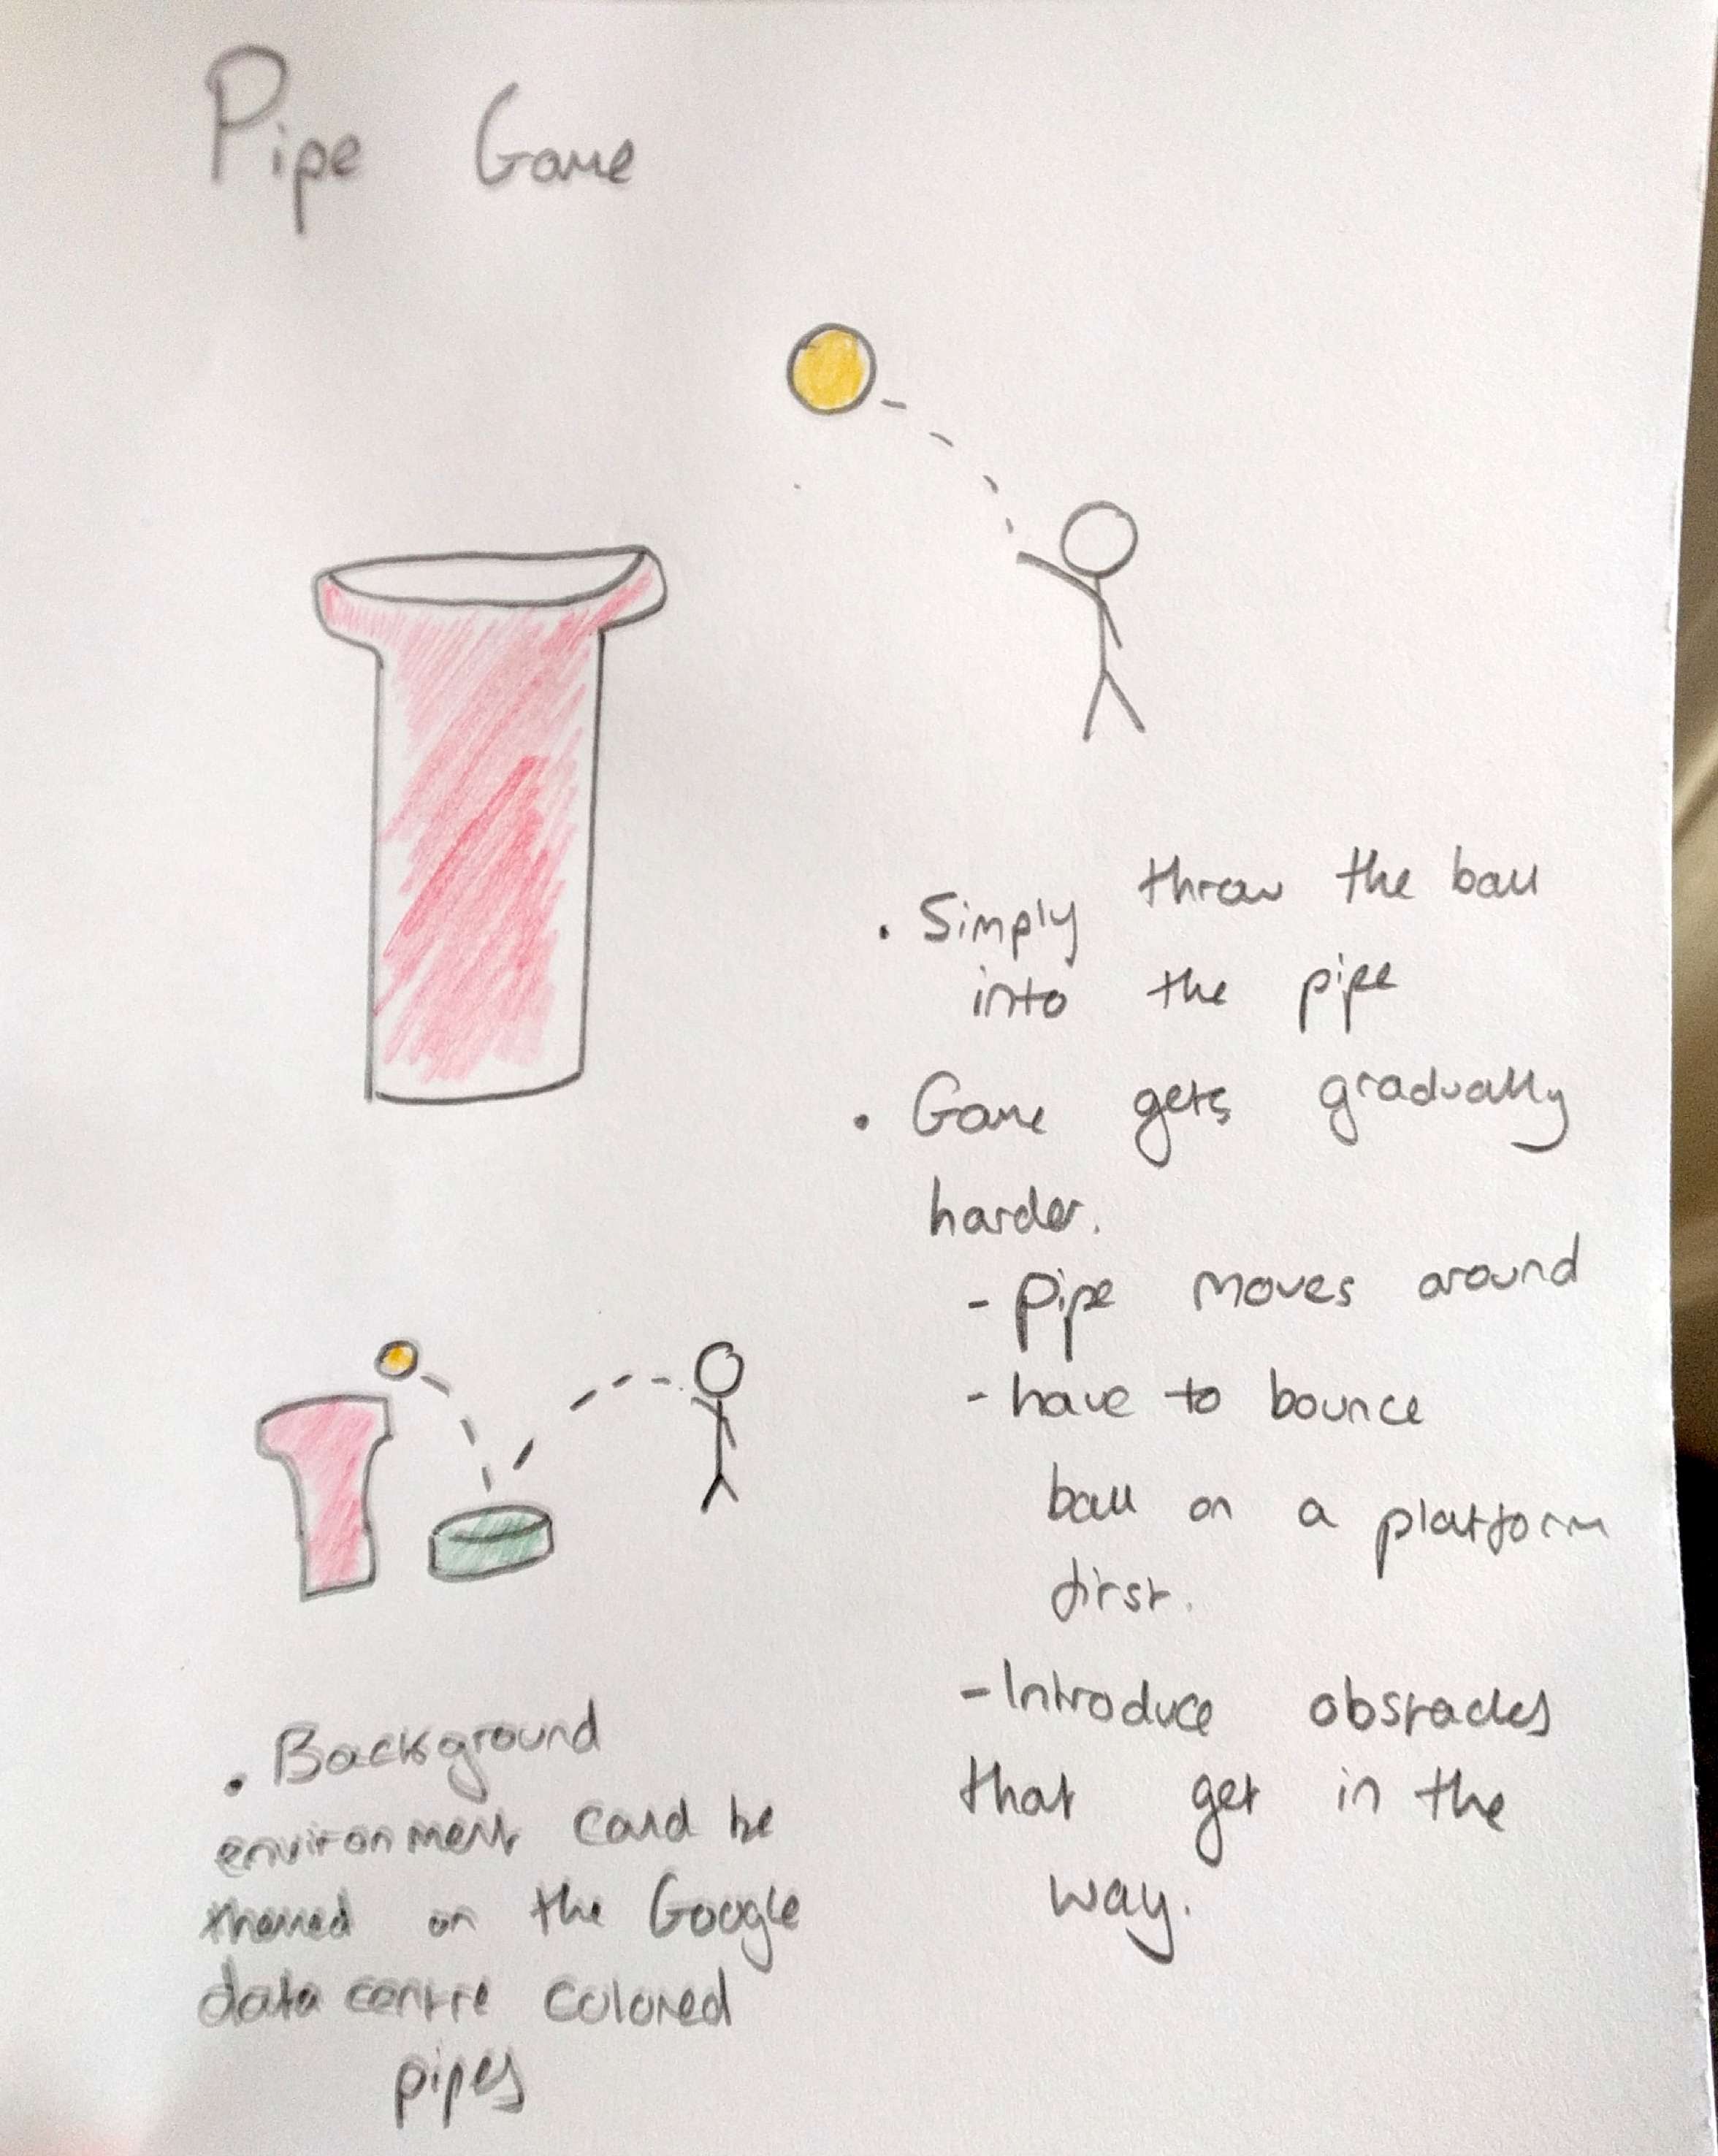 Pipe Game
• Simply throw the ball
into the pipe
• Game gets gradually
harder.
- Pipe moves around
- have to bounce
ball on a platform
first.
- Introduce obstacles
that get in the
way.
• Background
environment could be
themed on the Google
data centre colored
pipes